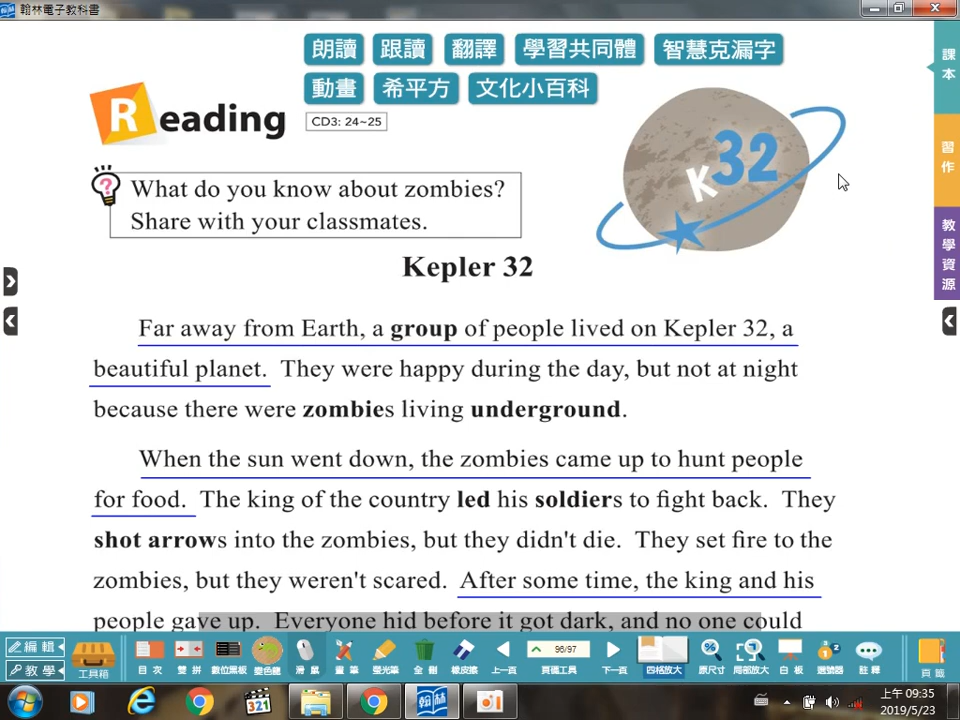 翰林電子教科書
朗讀 跟讀 翻譯 學習共同體 智慧克漏字
動畫 希平方 文化小百科
課本
習作
教學資源
Reading
CD3: 24~25
K32
?
What do you know about zombies?
Share with your classmates.
Kepler 32
Far away from Earth, a group of people lived on Kepler 32, a
beautiful planet. They were happy during the day, but not at night
because there were zombies living underground.
When the sun went down, the zombies came up to hunt people
for food. The king of the country led his soldiers to fight back. They
shot arrows into the zombies, but they didn't die. They set fire to the
zombies, but they weren't scared. After some time, the king and his
people gave up. Everyone hid before it got dark, and no one could
編輯
教學
工具箱 目次 雙拼 數位黑板 變色龍 滑鼠 畫筆 螢光筆 全刪 橡皮擦 上一頁 96/97 頁碼工具 下一頁 四格放大 原尺寸 局部放大 白板 選號器 註釋 頁籤
321
上午 09:35
2019/5/23